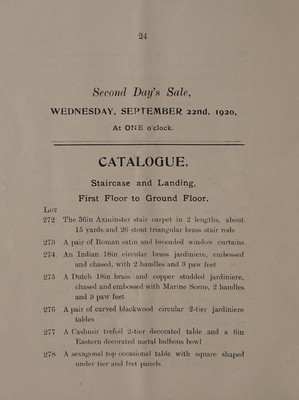 24
Second Day's Sale,
WEDNESDAY, SEPTEMBER 22nd, 1920,
At ONE o'clock.
CATALOGUE.
Staircase and Landing,
First Floor to Ground Floor.
LOT
272 The 36in Axminster stair carpet in 2 lengths, about
15 yards and 26 stout triangular brass stair rods
273 A pair of Roman satin and brocaded window curtains
274 An Indian 18in circular brass jardiniere, embossed
and chased, with 2 handles and 3 paw feet
275 A Dutch 18in brass and copper studded jardiniere,
chased and embossed with Marine Scene, 2 handles
and 3 paw feet
276 A pair of carved blackwood circular 2-tier jardiniere
tables
277 A Cashmir trefoil 2-tier decorated table and a 6in
Eastern decorated metal bulbous bowl
278 A sexagonal top occasional table with square shaped
under tier and fret panels